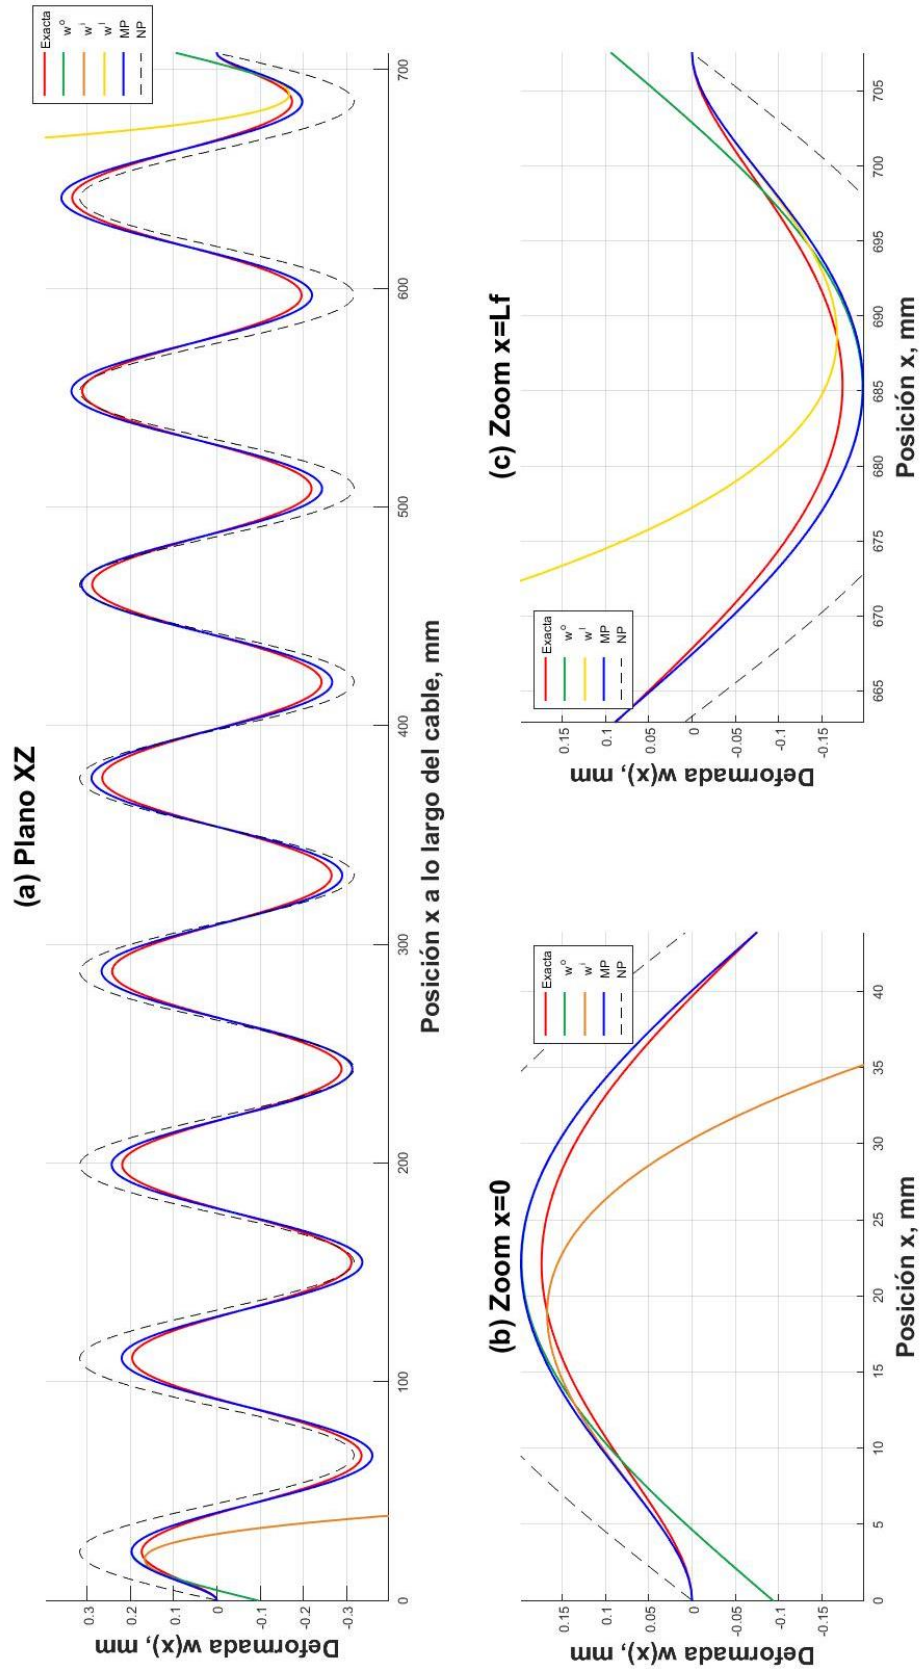 (a) Plano XZ
Exacta
w^o
w^i
w^l
MP
NP
Deformada w(x), mm
0.3
0.2
0.1
0
-0.1
-0.2
-0.3
0
100
200
300
400
500
600
700
Posición x a lo largo del cable, mm
(b) Zoom x=0
Exacta
w^o
w^i
MP
NP
Deformada w(x), mm
0.15
0.1
0.05
0
-0.05
-0.1
-0.15
0
5
10
15
20
25
30
35
40
Posición x, mm
(c) Zoom x=Lf
Exacta
w^o
w^l
MP
NP
Deformada w(x), mm
0.15
0.1
0.05
0
-0.05
-0.1
-0.15
665
670
675
680
685
690
695
700
705
Posición x, mm